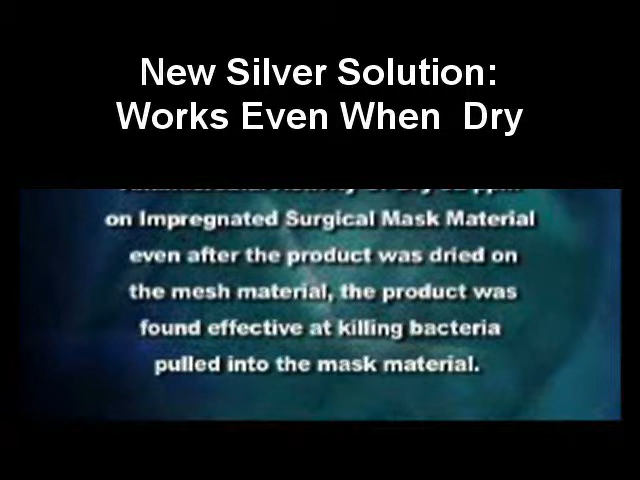 New Silver Solution:
Works Even When Dry
on Impregnated Surgical Mask Material
even after the product was dried on
the mesh material, the product was
found effective at killing bacteria
pulled into the mask material.